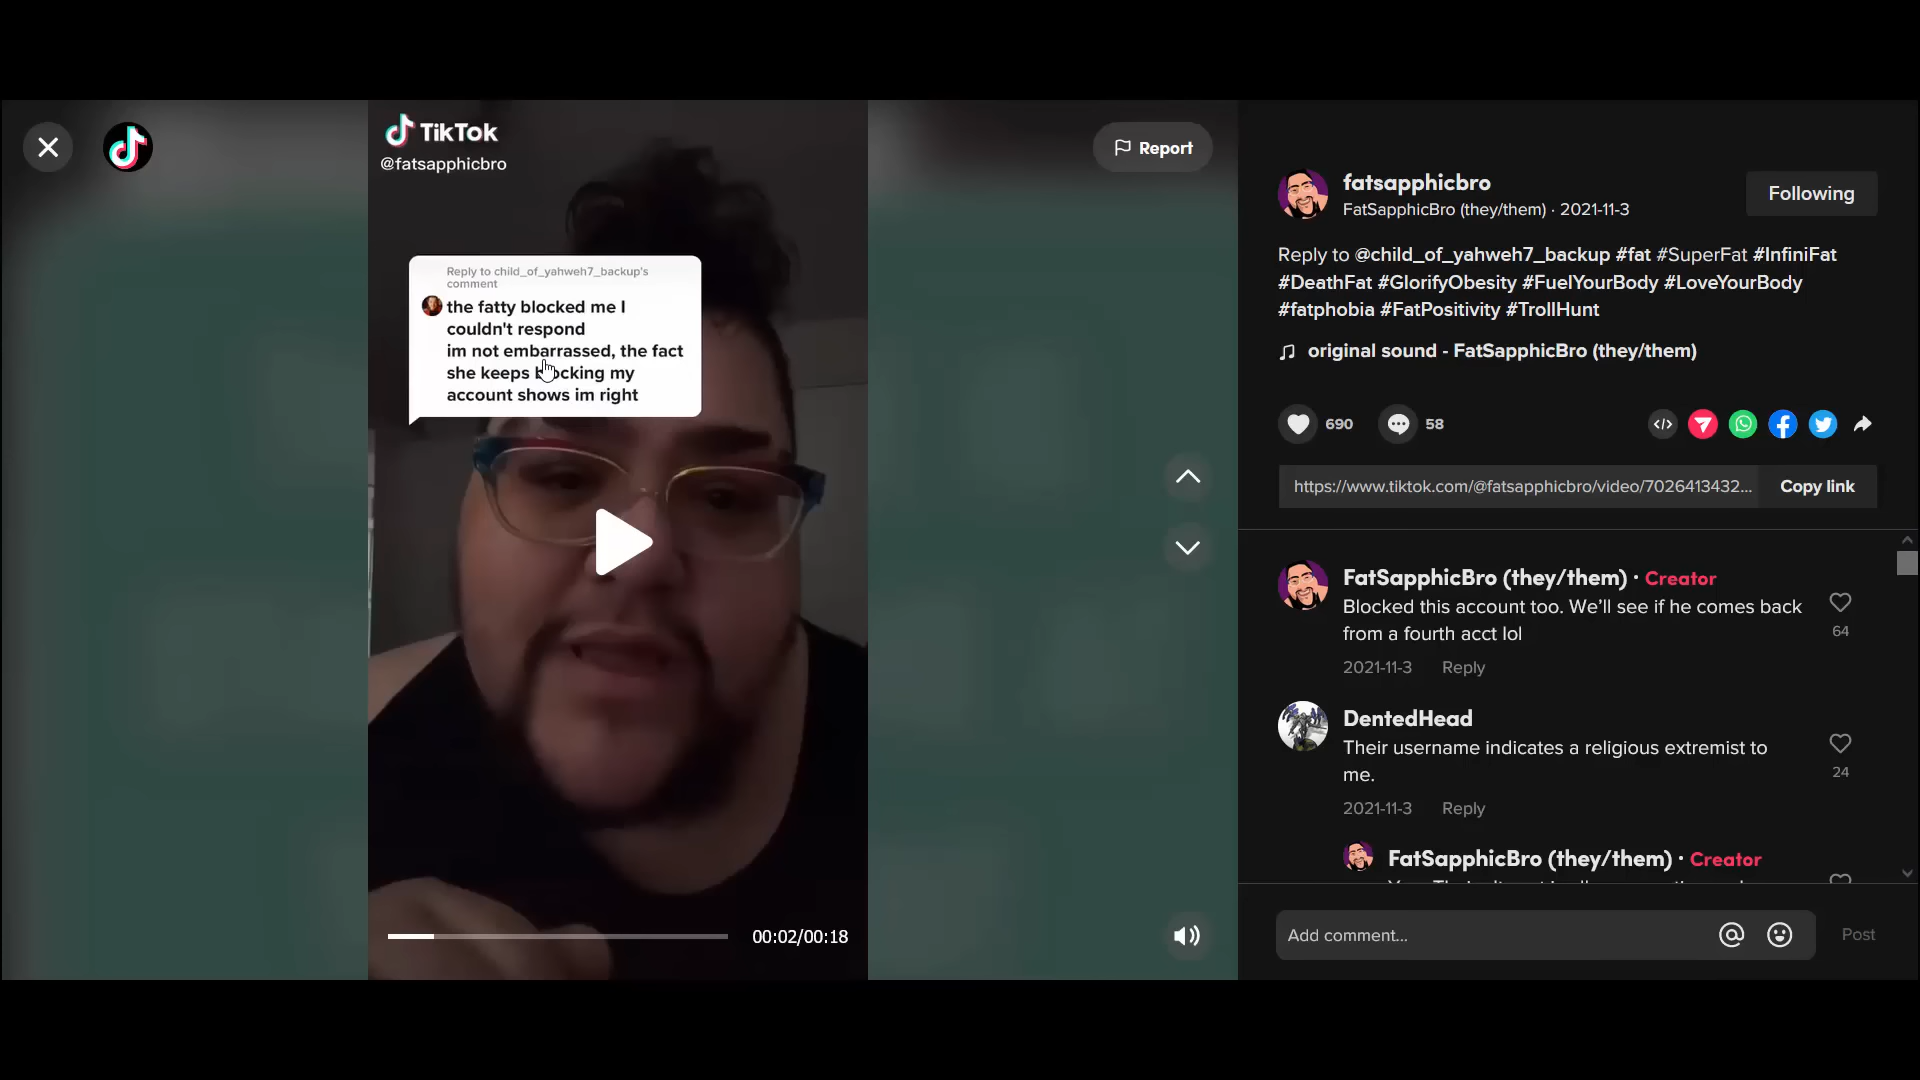 TikTok
@fatsapphicbro
Report
Reply to child_of_yahweh7_backup's
comment
the fatty blocked me I
couldn't respond
im not embarrassed, the fact
she keeps blocking my
account shows im right
00:02/00:18
fatsapphicbro
FatSapphicBro (they/them) · 2021-11-3
Following
Reply to @child_of_yahweh7_backup #fat #SuperFat #InfiniFat
#DeathFat #GlorifyObesity #FuelYourBody #LoveYourBody
#fatphobia #FatPositivity #TrollHunt
original sound - FatSapphicBro (they/them)
690
58
https://www.tiktok.com/@fatsapphicbro/video/7026413432...
Copy link
FatSapphicBro (they/them) · Creator
Blocked this account too. We'll see if he comes back
from a fourth acct lol
64
2021-11-3 Reply
DentedHead
Their username indicates a religious extremist to
me.
24
2021-11-3 Reply
FatSapphicBro (they/them) · Creator
Add comment...
Post